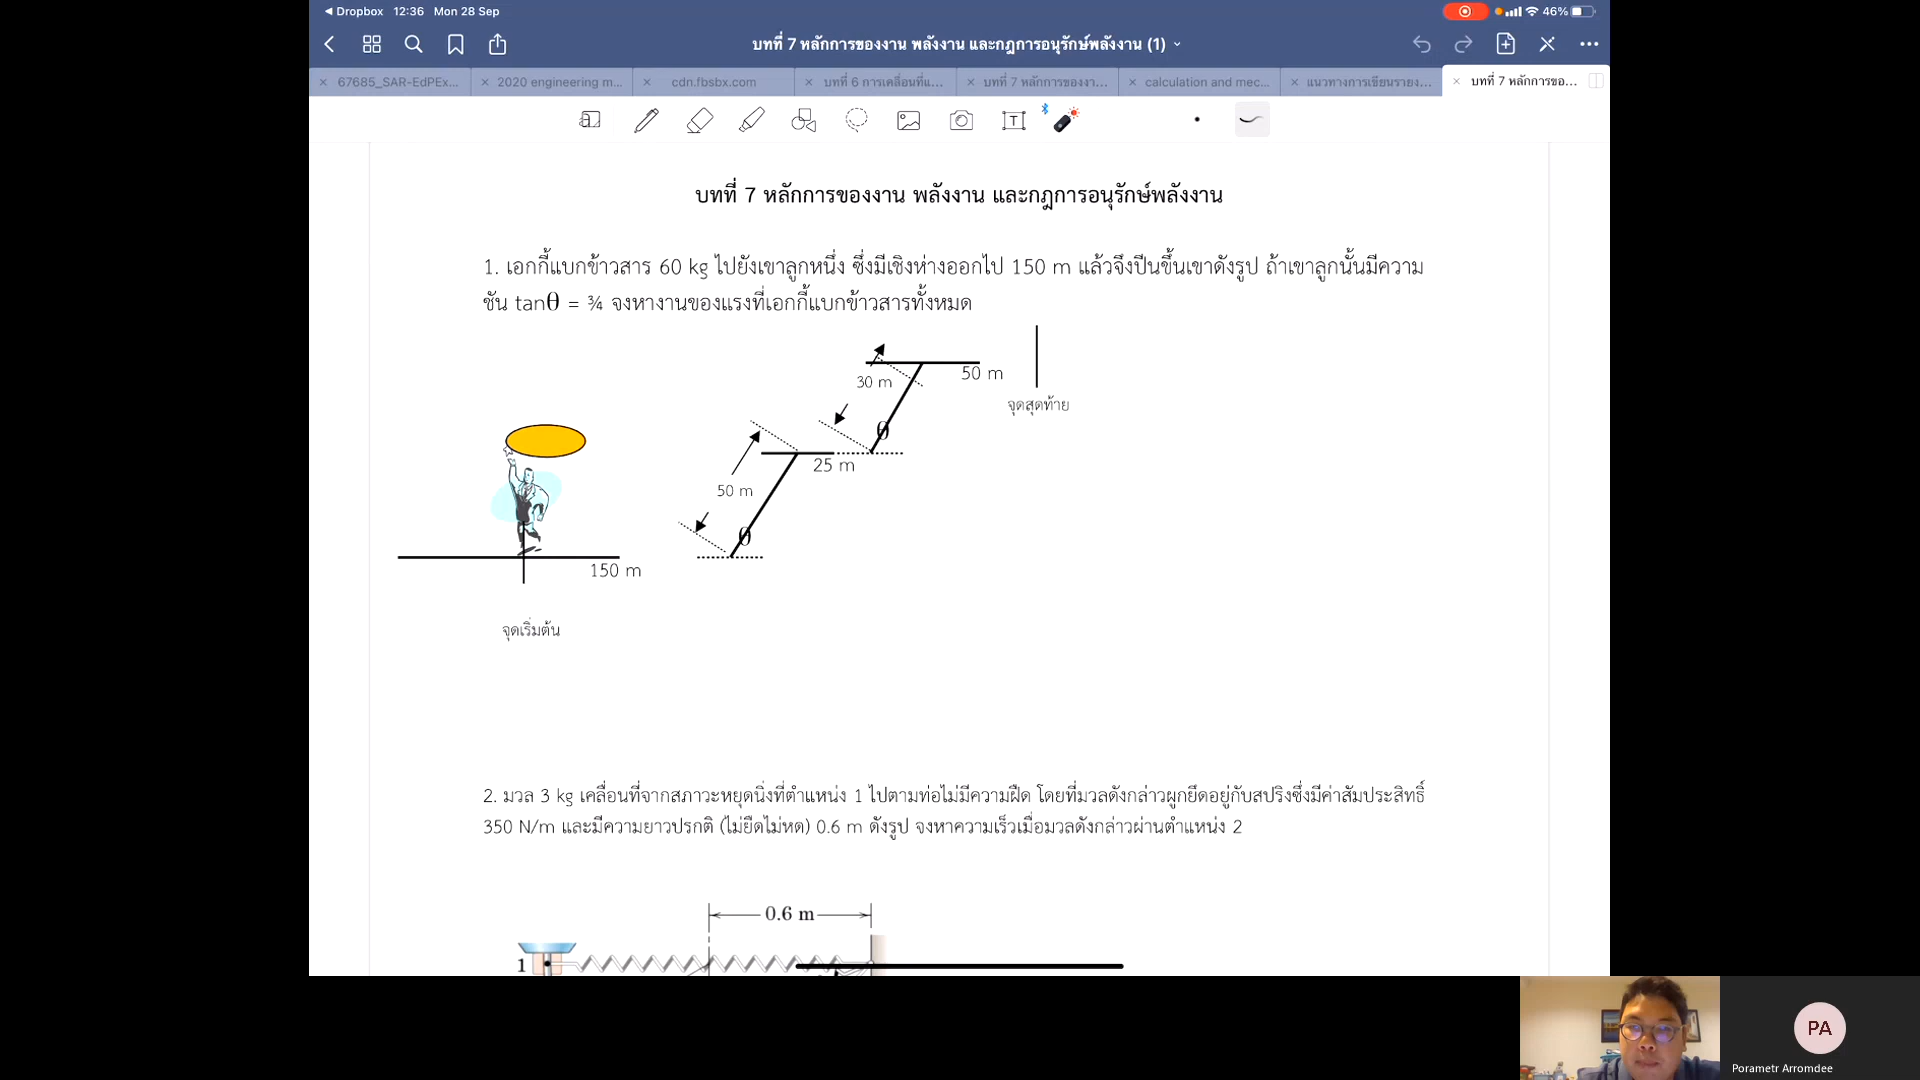 Dropbox 12:36 Mon 28 Sep
46%
บทที่ 7 หลักการของงาน พลังงาน และกฎการอนุรักษ์พลังงาน (1)
67685_SAR-EdPEx...
2020 engineering m...
cdn.fbsbx.com
บทที่ 6 การเคลื่อนที่แ...
บทที่ 7 หลักการของงา...
calculation and mec...
แนวทางการเขียนรายง...
บทที่ 7 หลักการขอ...
บทที่ 7 หลักการของงาน พลังงาน และกฎการอนุรักษ์พลังงาน
1. เอกกี้แบกข้าวสาร 60 kg ไปยังเขาลูกหนึ่ง ซึ่งมีเชิงห่างออกไป 150 m แล้วจึงปีนขึ้นเขาดังรูป ถ้าเขาลูกนั้นมีความ
ชัน tanθ = ¾ จงหางานของแรงที่เอกกี้แบกข้าวสารทั้งหมด
30 m
50 m
จุดสุดท้าย
θ
25 m
50 m
θ
150 m
จุดเริ่มต้น
2. มวล 3 kg เคลื่อนที่จากสภาวะหยุดนิ่งที่ตำแหน่ง 1 ไปตามท่อไม่มีความฝืด โดยที่มวลดังกล่าวผูกยึดอยู่กับสปริงซึ่งมีค่าสัมประสิทธิ์
350 N/m และมีความยาวปรกติ (ไม่ยืดไม่หด) 0.6 m ดังรูป จงหาความเร็วเมื่อมวลดังกล่าวผ่านตำแหน่ง 2
0.6 m
1
PA
Porametr Arromdee